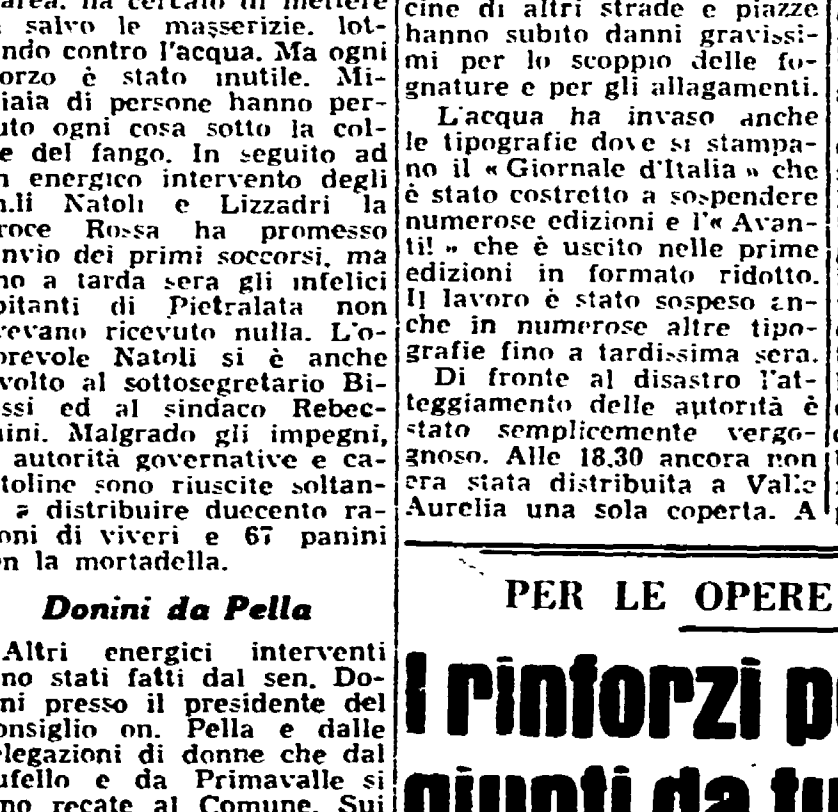 salvo le masserizie. lot-
ndo contro l'acqua. Ma ogni
orzo è stato inutile. Mi-
iaia di persone hanno per-
uto ogni cosa sotto la col-
e del fango. In seguito ad
energico intervento degli
n.li Natoli e Lizzadri la
roce Rossa ha promesso
nvio dei primi soccorsi, ma
no a tarda sera gli infelici
bitanti di Pietralata non
evano ricevuto nulla. L'o-
orevole Natoli si è anche
volto al sottosegretario Bi-
ssi ed al sindaco Rebec-
ini. Malgrado gli impegni,
autorità governative e ca-
toline sono riuscite soltan-
a distribuire duecento ra-
oni di viveri e 67 panini
n la mortadella.
Donini da Pella
Altri energici interventi
no stati fatti dal sen. Do-
ni presso il presidente del
onsiglio on. Pella e dalle
elegazioni di donne che dal
ufello e da Primavalle si
no recate al Comune. Sui
cine di altri strade e piazze
hanno subito danni gravissi-
mi per lo scoppio delle fo-
gnature e per gli allagamenti.
L'acqua ha invaso anche
le tipografie dove si stampa-
no il « Giornale d'Italia » che
è stato costretto a sospendere
numerose edizioni e l'« Avan-
ti! » che è uscito nelle prime
edizioni in formato ridotto.
Il lavoro è stato sospeso an-
che in numerose altre tipo-
grafie fino a tardissima sera.
Di fronte al disastro l'at-
teggiamento delle autorità è
stato semplicemente vergo-
gnoso. Alle 18.30 ancora non
era stata distribuita a Valle
Aurelia una sola coperta. A
PER LE OPERE
I rinforzi p
giunti da tu